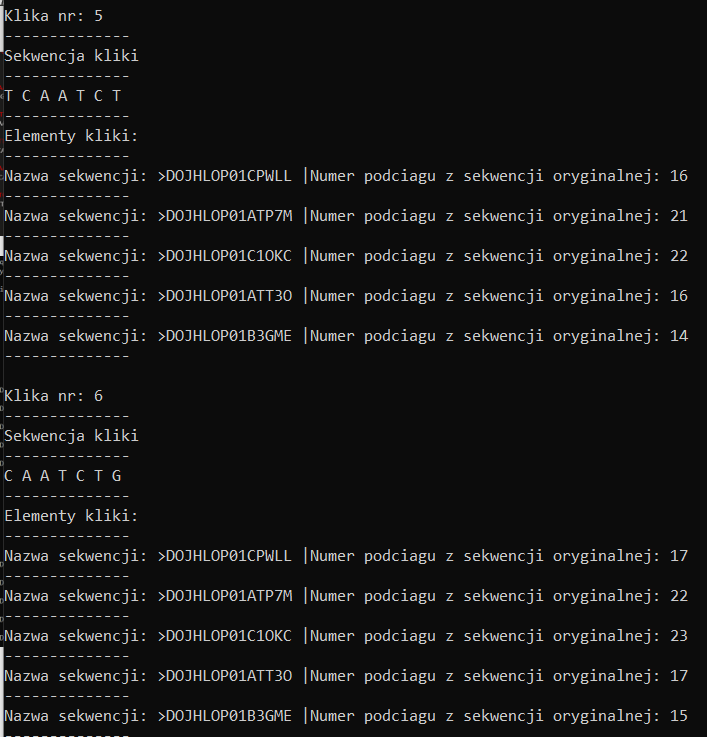 Klika nr: 5
--------------
Sekwencja kliki
--------------
T C A A T C T
--------------
Elementy kliki:
--------------
Nazwa sekwencji: >DOJHLOP01CPWLL |Numer podciagu z sekwencji oryginalnej: 16
--------------
Nazwa sekwencji: >DOJHLOP01ATP7M |Numer podciagu z sekwencji oryginalnej: 21
--------------
Nazwa sekwencji: >DOJHLOP01C1OKC |Numer podciagu z sekwencji oryginalnej: 22
--------------
Nazwa sekwencji: >DOJHLOP01ATT3O |Numer podciagu z sekwencji oryginalnej: 16
--------------
Nazwa sekwencji: >DOJHLOP01B3GME |Numer podciagu z sekwencji oryginalnej: 14
--------------
Klika nr: 6
--------------
Sekwencja kliki
--------------
C A A T C T G
--------------
Elementy kliki:
--------------
Nazwa sekwencji: >DOJHLOP01CPWLL |Numer podciagu z sekwencji oryginalnej: 17
--------------
Nazwa sekwencji: >DOJHLOP01ATP7M |Numer podciagu z sekwencji oryginalnej: 22
--------------
Nazwa sekwencji: >DOJHLOP01C1OKC |Numer podciagu z sekwencji oryginalnej: 23
--------------
Nazwa sekwencji: >DOJHLOP01ATT3O |Numer podciagu z sekwencji oryginalnej: 17
--------------
Nazwa sekwencji: >DOJHLOP01B3GME |Numer podciagu z sekwencji oryginalnej: 15
--------------